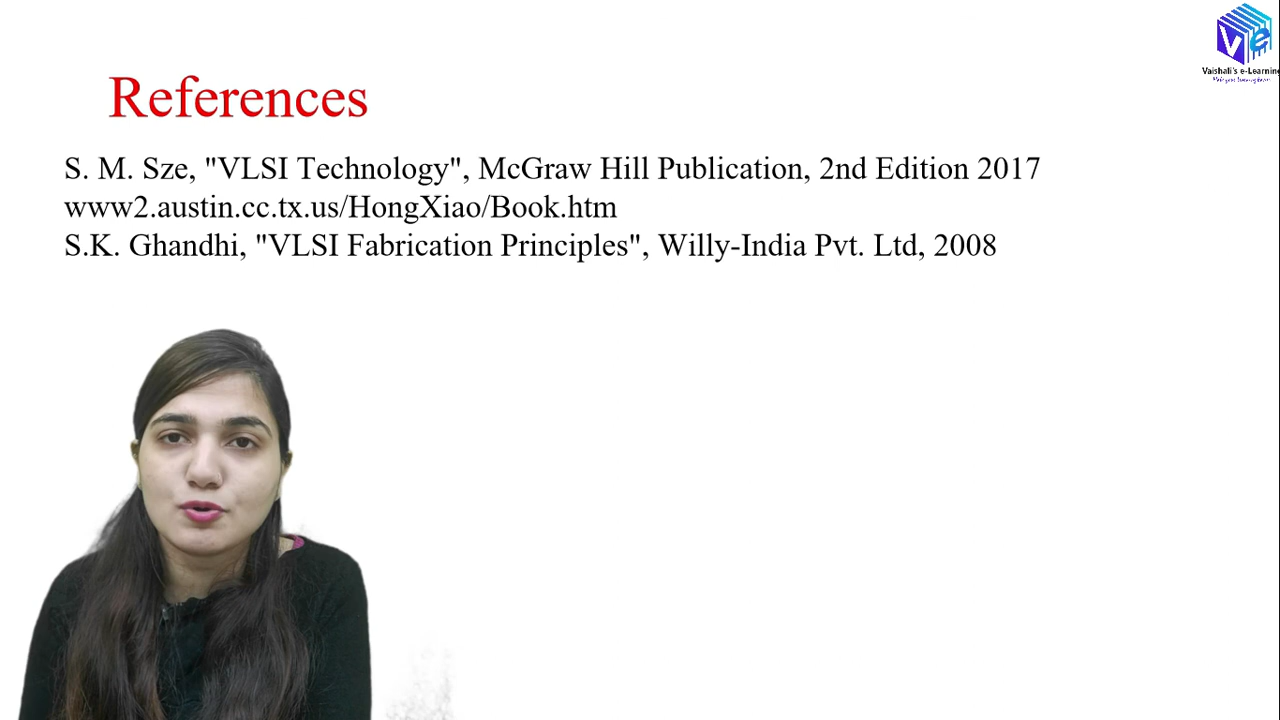 References
S. M. Sze, "VLSI Technology", McGraw Hill Publication, 2nd Edition 2017
www2.austin.cc.tx.us/HongXiao/Book.htm
S.K. Ghandhi, "VLSI Fabrication Principles", Willy-India Pvt. Ltd, 2008
Ve
Vaishali's e-Learning